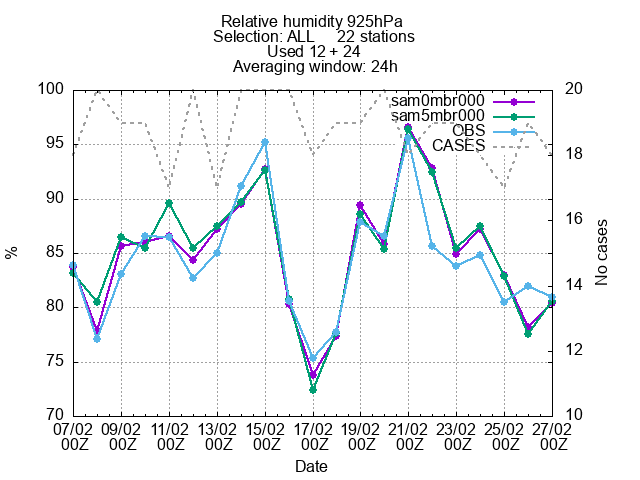 Relative humidity 925hPa
Selection: ALL 22 stations
Used 12 + 24
Averaging window: 24h
100
95
90
85
80
75
70
%
20
18
16
14
12
10
No cases
sam0mbr000
sam5mbr000
OBS
CASES
07/02 09/02 11/02 13/02 15/02 17/02 19/02 21/02 23/02 25/02 27/02
00Z 00Z 00Z 00Z 00Z 00Z 00Z 00Z 00Z 00Z 00Z
Date